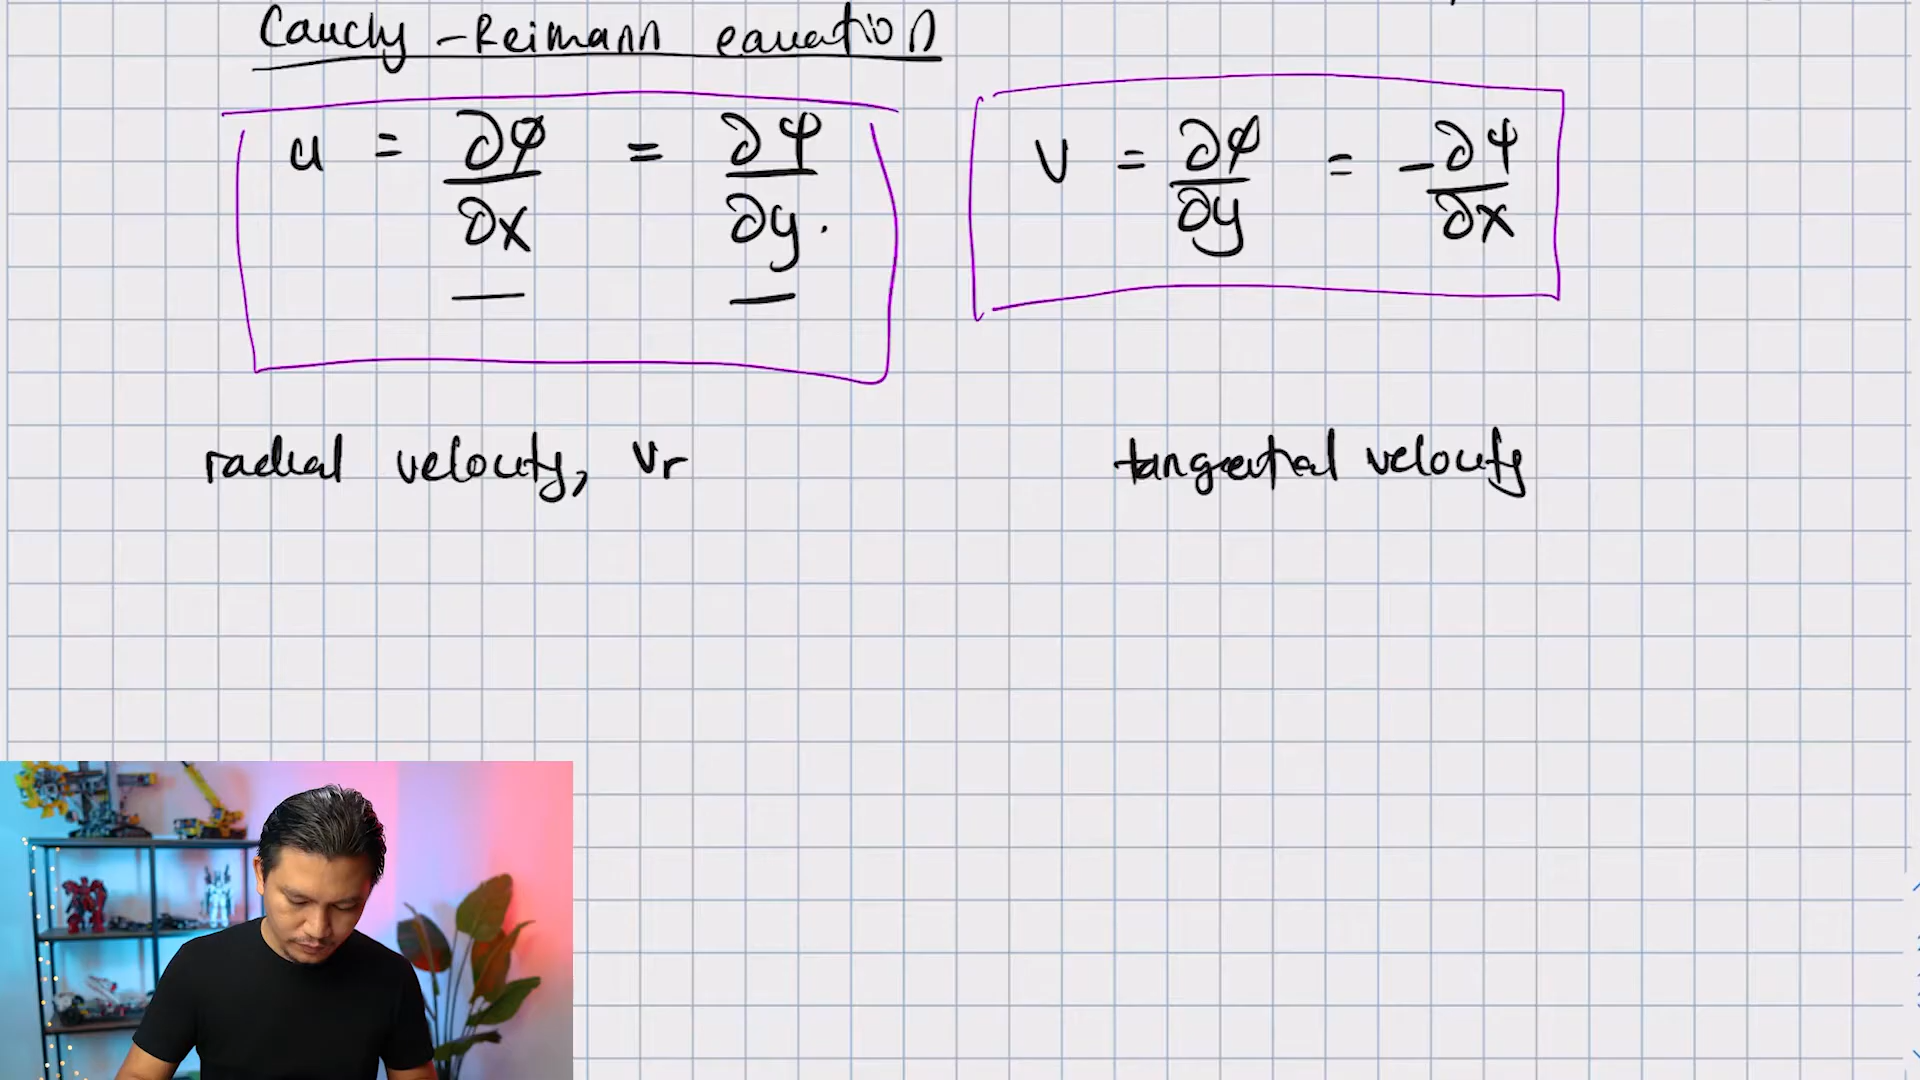 Cauchy - Reimann equation
u = ∂φ/∂x = ∂ψ/∂y.
V = ∂φ/∂y = -∂ψ/∂x
radial velocity, Vr
tangential velocity